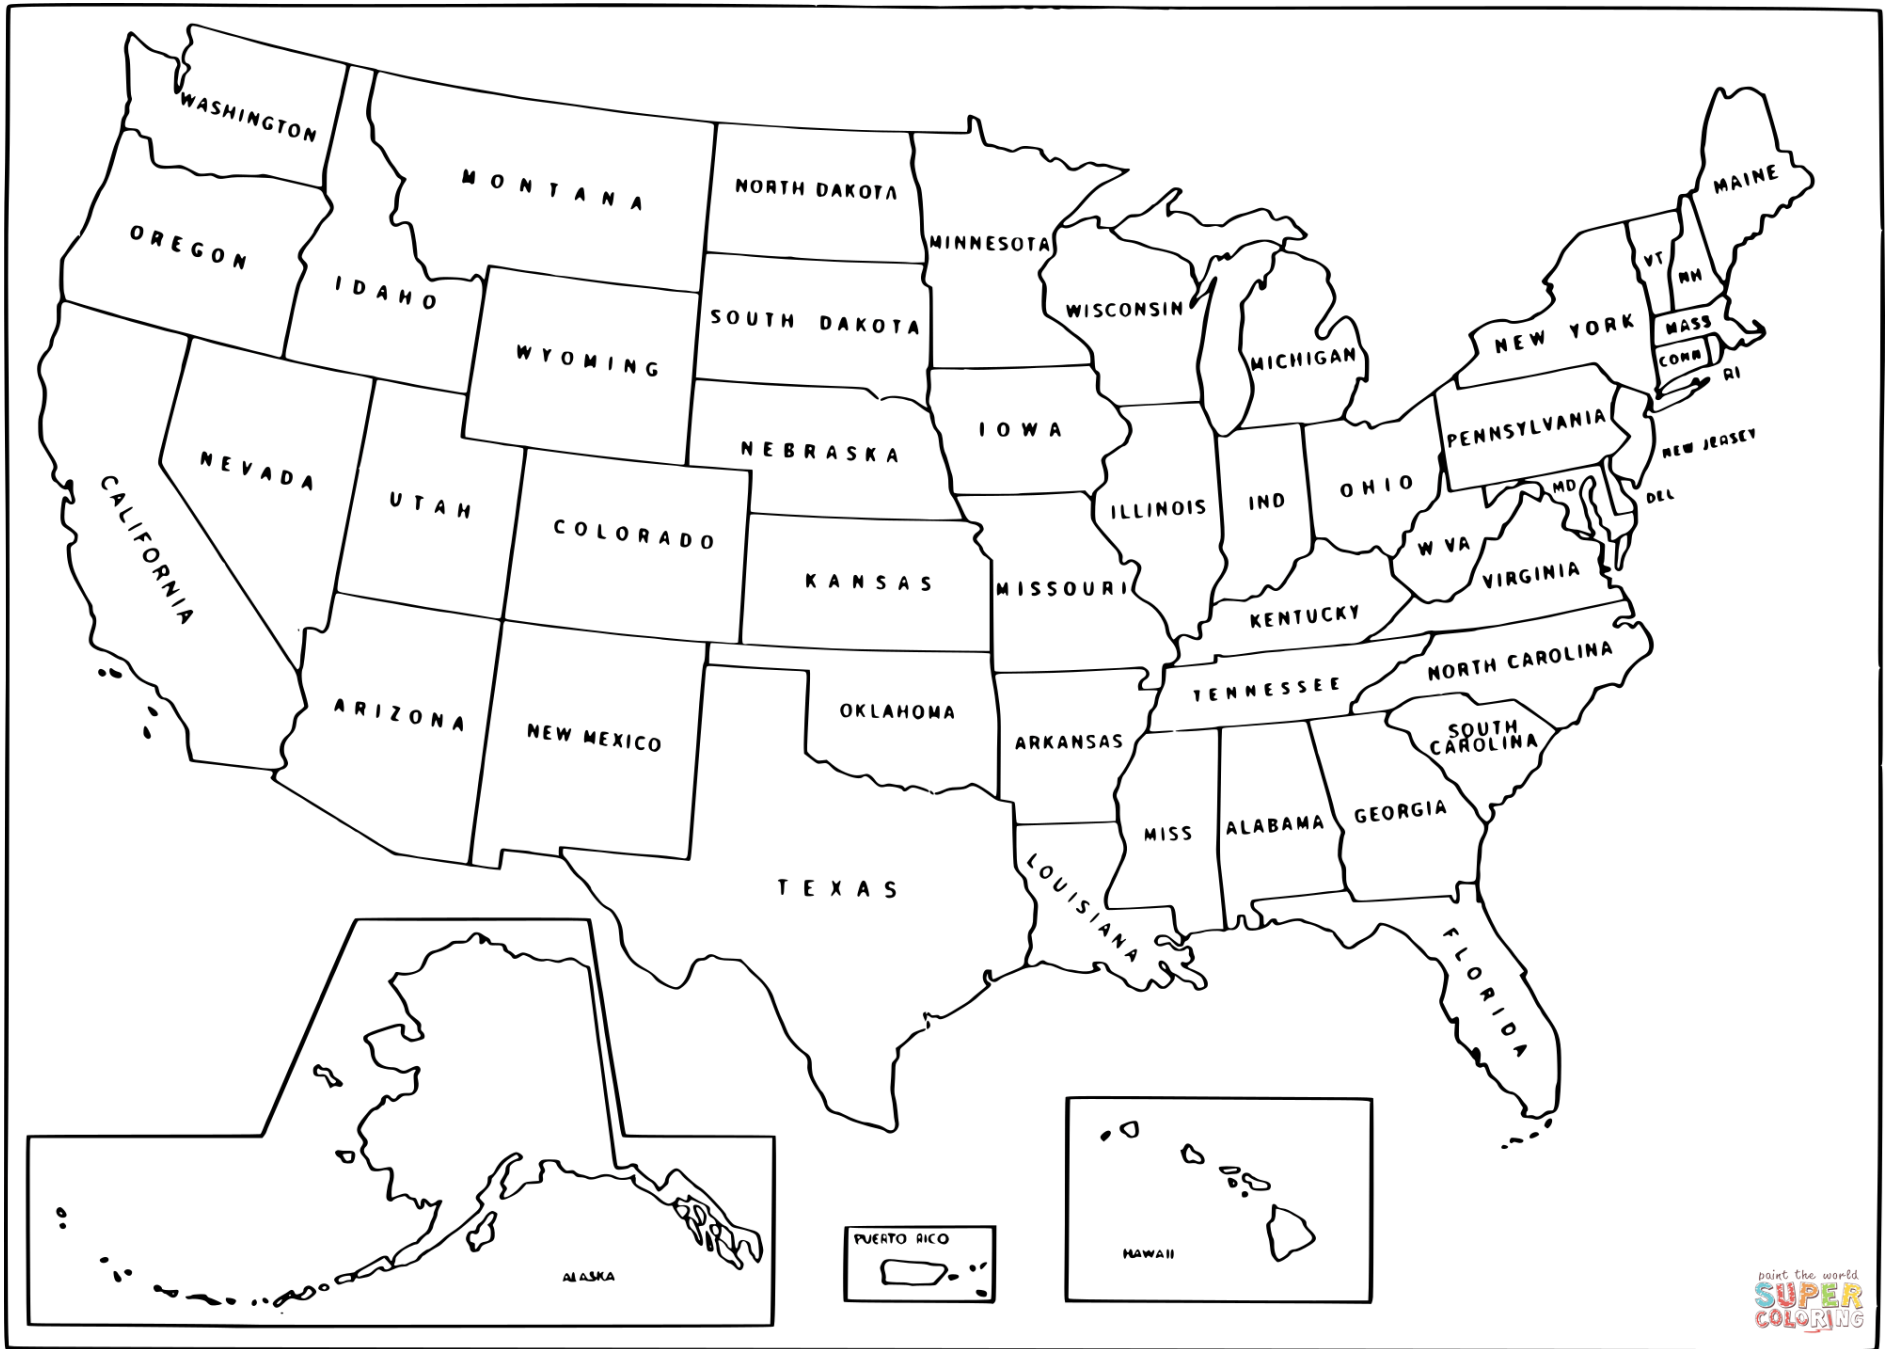 WASHINGTON
MONTANA
NORTH DAKOTA
MINNESOTA
MAINE
OREGON
IDAHO
VT
NH
WYOMING
SOUTH DAKOTA
WISCONSIN
MICHIGAN
NEW YORK
MASS
CONN
RI
NEVADA
UTAH
NEBRASKA
IOWA
PENNSYLVANIA
NEW JERSEY
CALIFORNIA
COLORADO
KANSAS
MISSOURI
ILLINOIS
IND
OHIO
MD
DEL
W VA
VIRGINIA
KENTUCKY
ARIZONA
NEW MEXICO
OKLAHOMA
ARKANSAS
TENNESSEE
NORTH CAROLINA
SOUTH
CAROLINA
TEXAS
LOUISIANA
MISS
ALABAMA
GEORGIA
FLORIDA
ALASKA
PUERTO RICO
HAWAII
paint the world
SUPER
COLORING